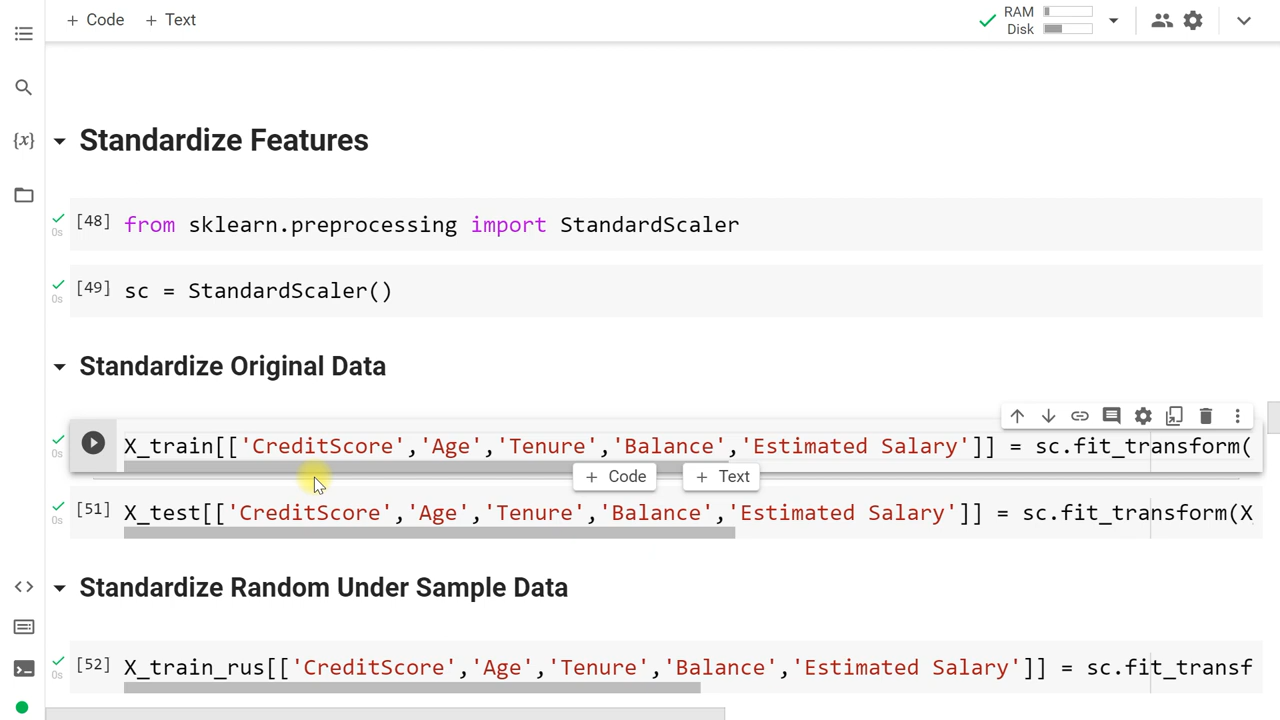 + Code + Text
RAM
Disk
Standardize Features
[48] from sklearn.preprocessing import StandardScaler
0s
[49] sc = StandardScaler()
0s
Standardize Original Data
X_train[['CreditScore','Age','Tenure','Balance','Estimated Salary']] = sc.fit_transform(
0s
+ Code + Text
[51] X_test[['CreditScore','Age','Tenure','Balance','Estimated Salary']] = sc.fit_transform(X
0s
Standardize Random Under Sample Data
[52] X_train_rus[['CreditScore','Age','Tenure','Balance','Estimated Salary']] = sc.fit_transf
0s